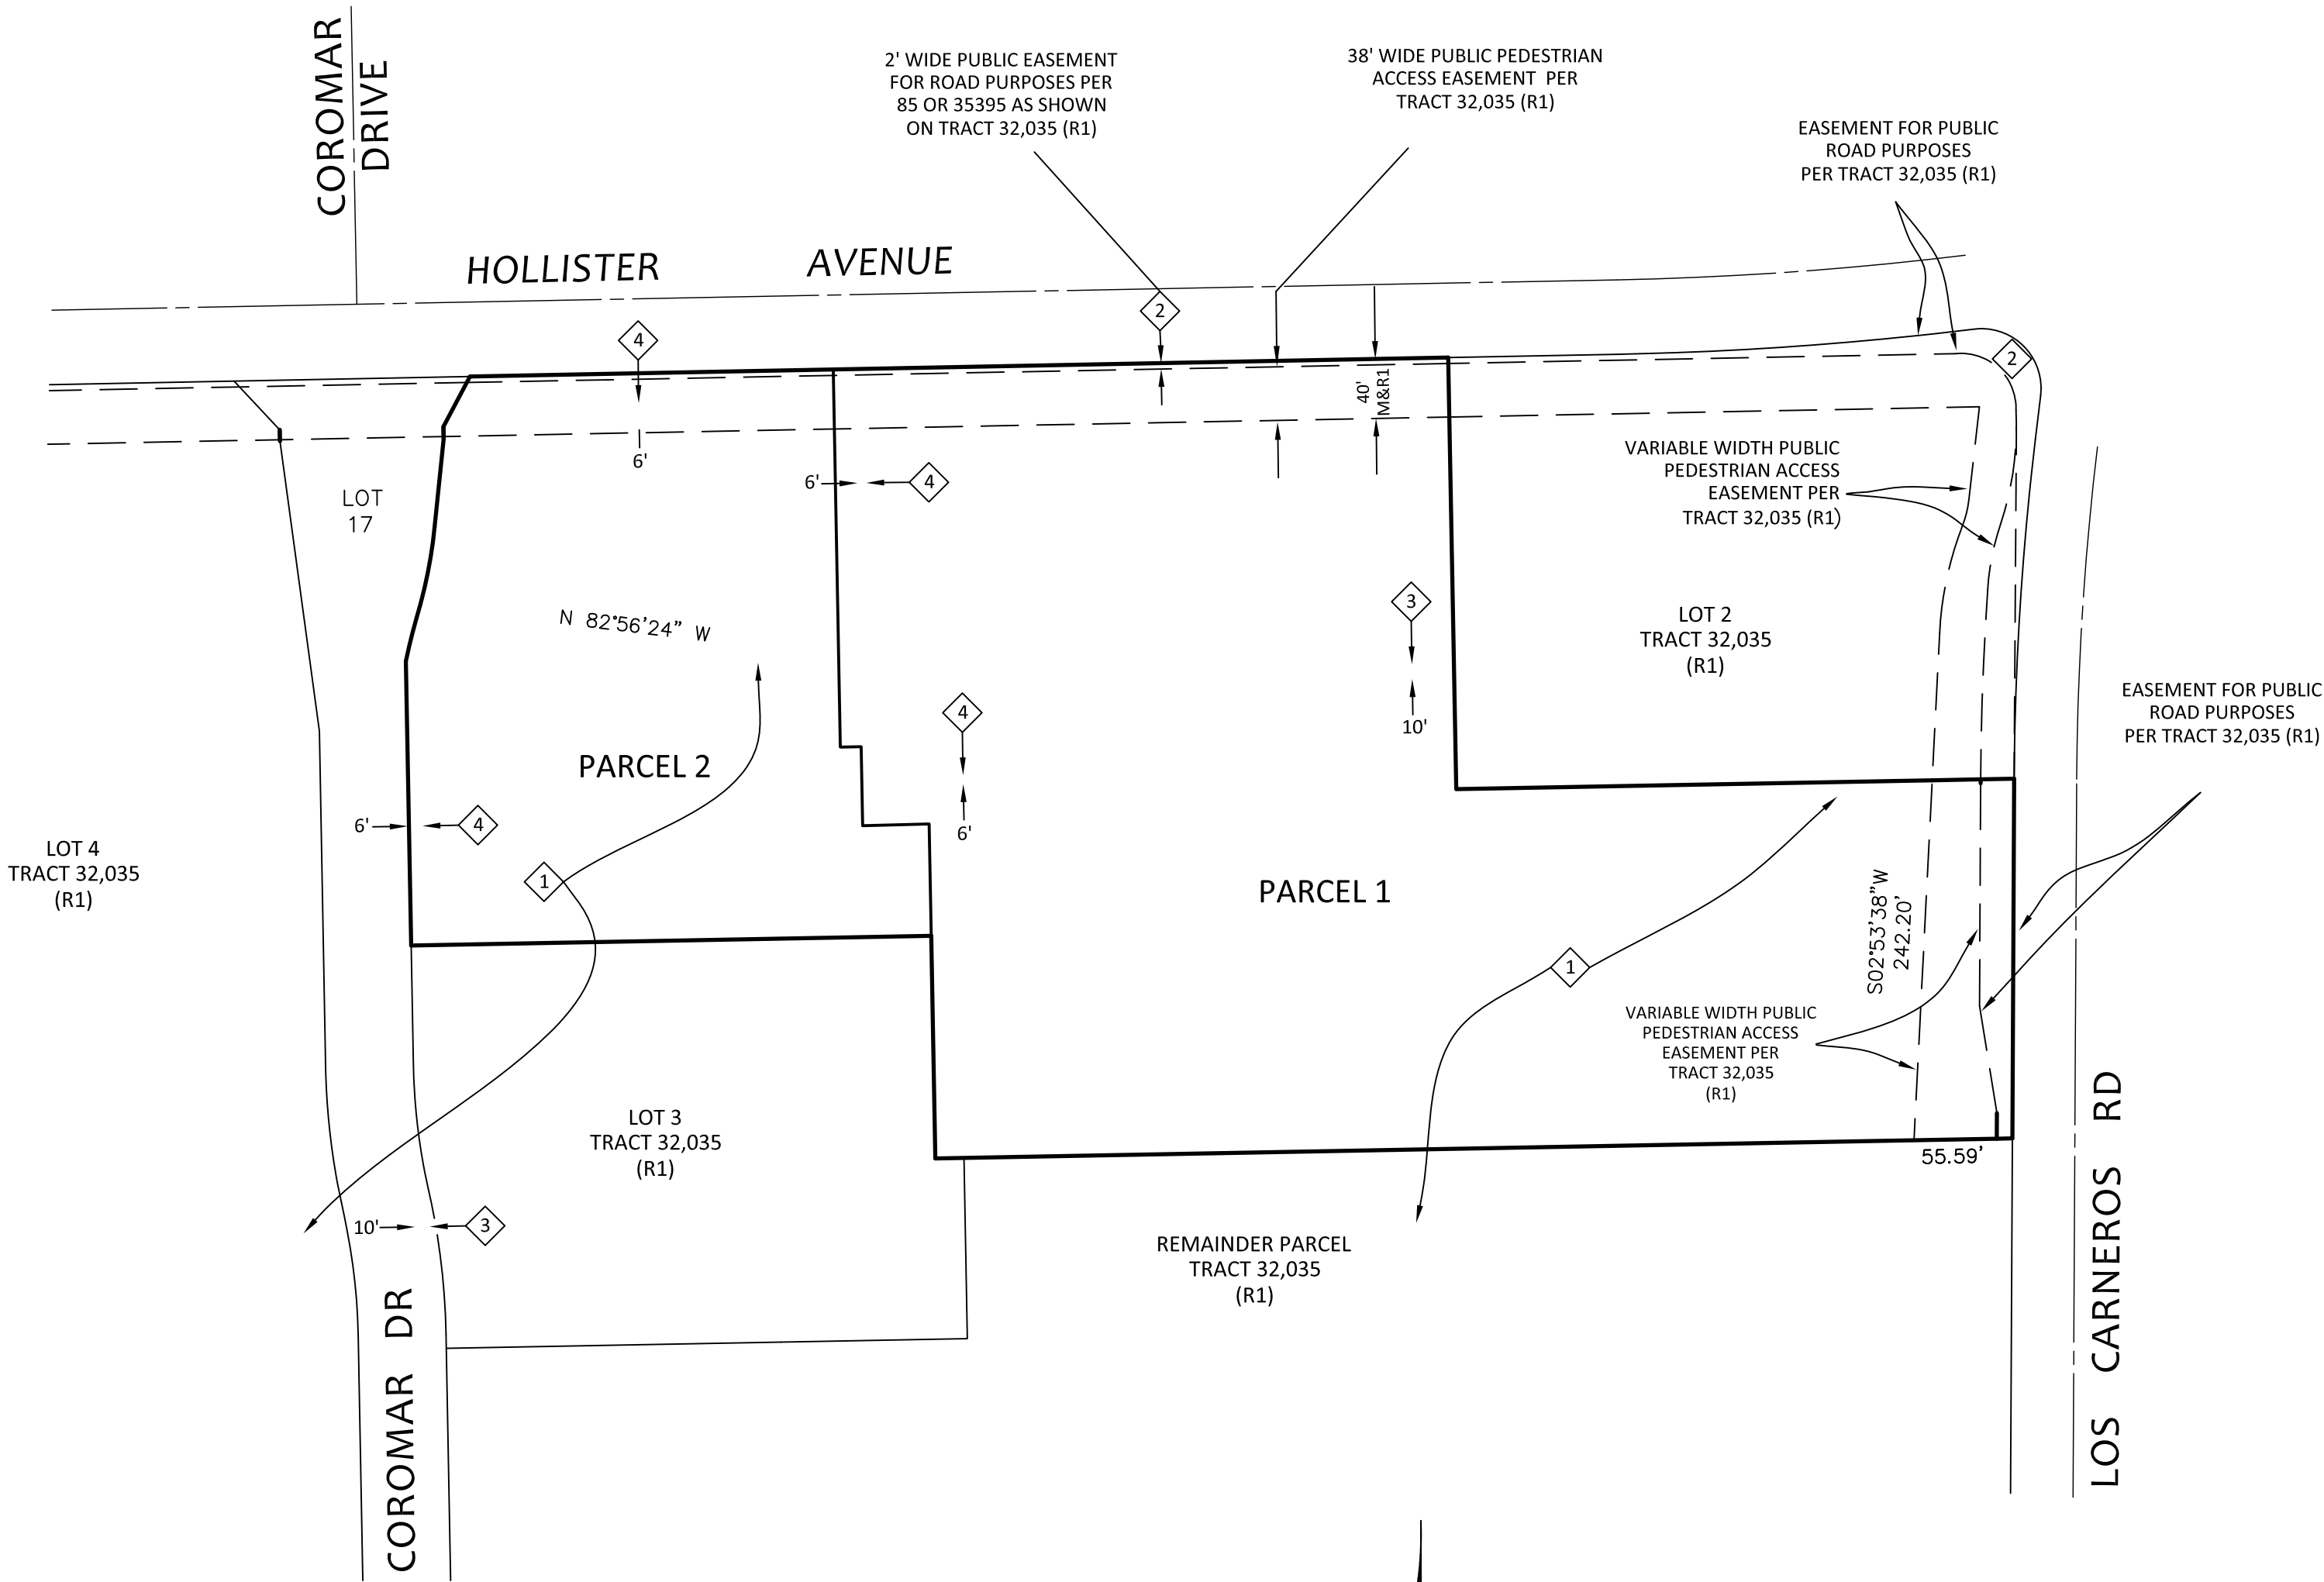 COROMAR
DRIVE
2' WIDE PUBLIC EASEMENT
FOR ROAD PURPOSES PER
85 OR 35395 AS SHOWN
ON TRACT 32,035 (R1)
38' WIDE PUBLIC PEDESTRIAN
ACCESS EASEMENT PER
TRACT 32,035 (R1)
EASEMENT FOR PUBLIC
ROAD PURPOSES
PER TRACT 32,035 (R1)
HOLLISTER AVENUE
4
2
2
40'
M&R1
6'
6'
4
VARIABLE WIDTH PUBLIC
PEDESTRIAN ACCESS
EASEMENT PER
TRACT 32,035 (R1)
LOT
17
N 82°56'24" W
3
10'
LOT 2
TRACT 32,035
(R1)
EASEMENT FOR PUBLIC
ROAD PURPOSES
PER TRACT 32,035 (R1)
4
6'
PARCEL 2
6'
4
LOT 4
TRACT 32,035
(R1)
1
PARCEL 1
S02°53'38"W
242.20'
1
VARIABLE WIDTH PUBLIC
PEDESTRIAN ACCESS
EASEMENT PER
TRACT 32,035
(R1)
LOT 3
TRACT 32,035
(R1)
55.59'
10'
3
REMAINDER PARCEL
TRACT 32,035
(R1)
COROMAR DR
LOS CARNEROS RD